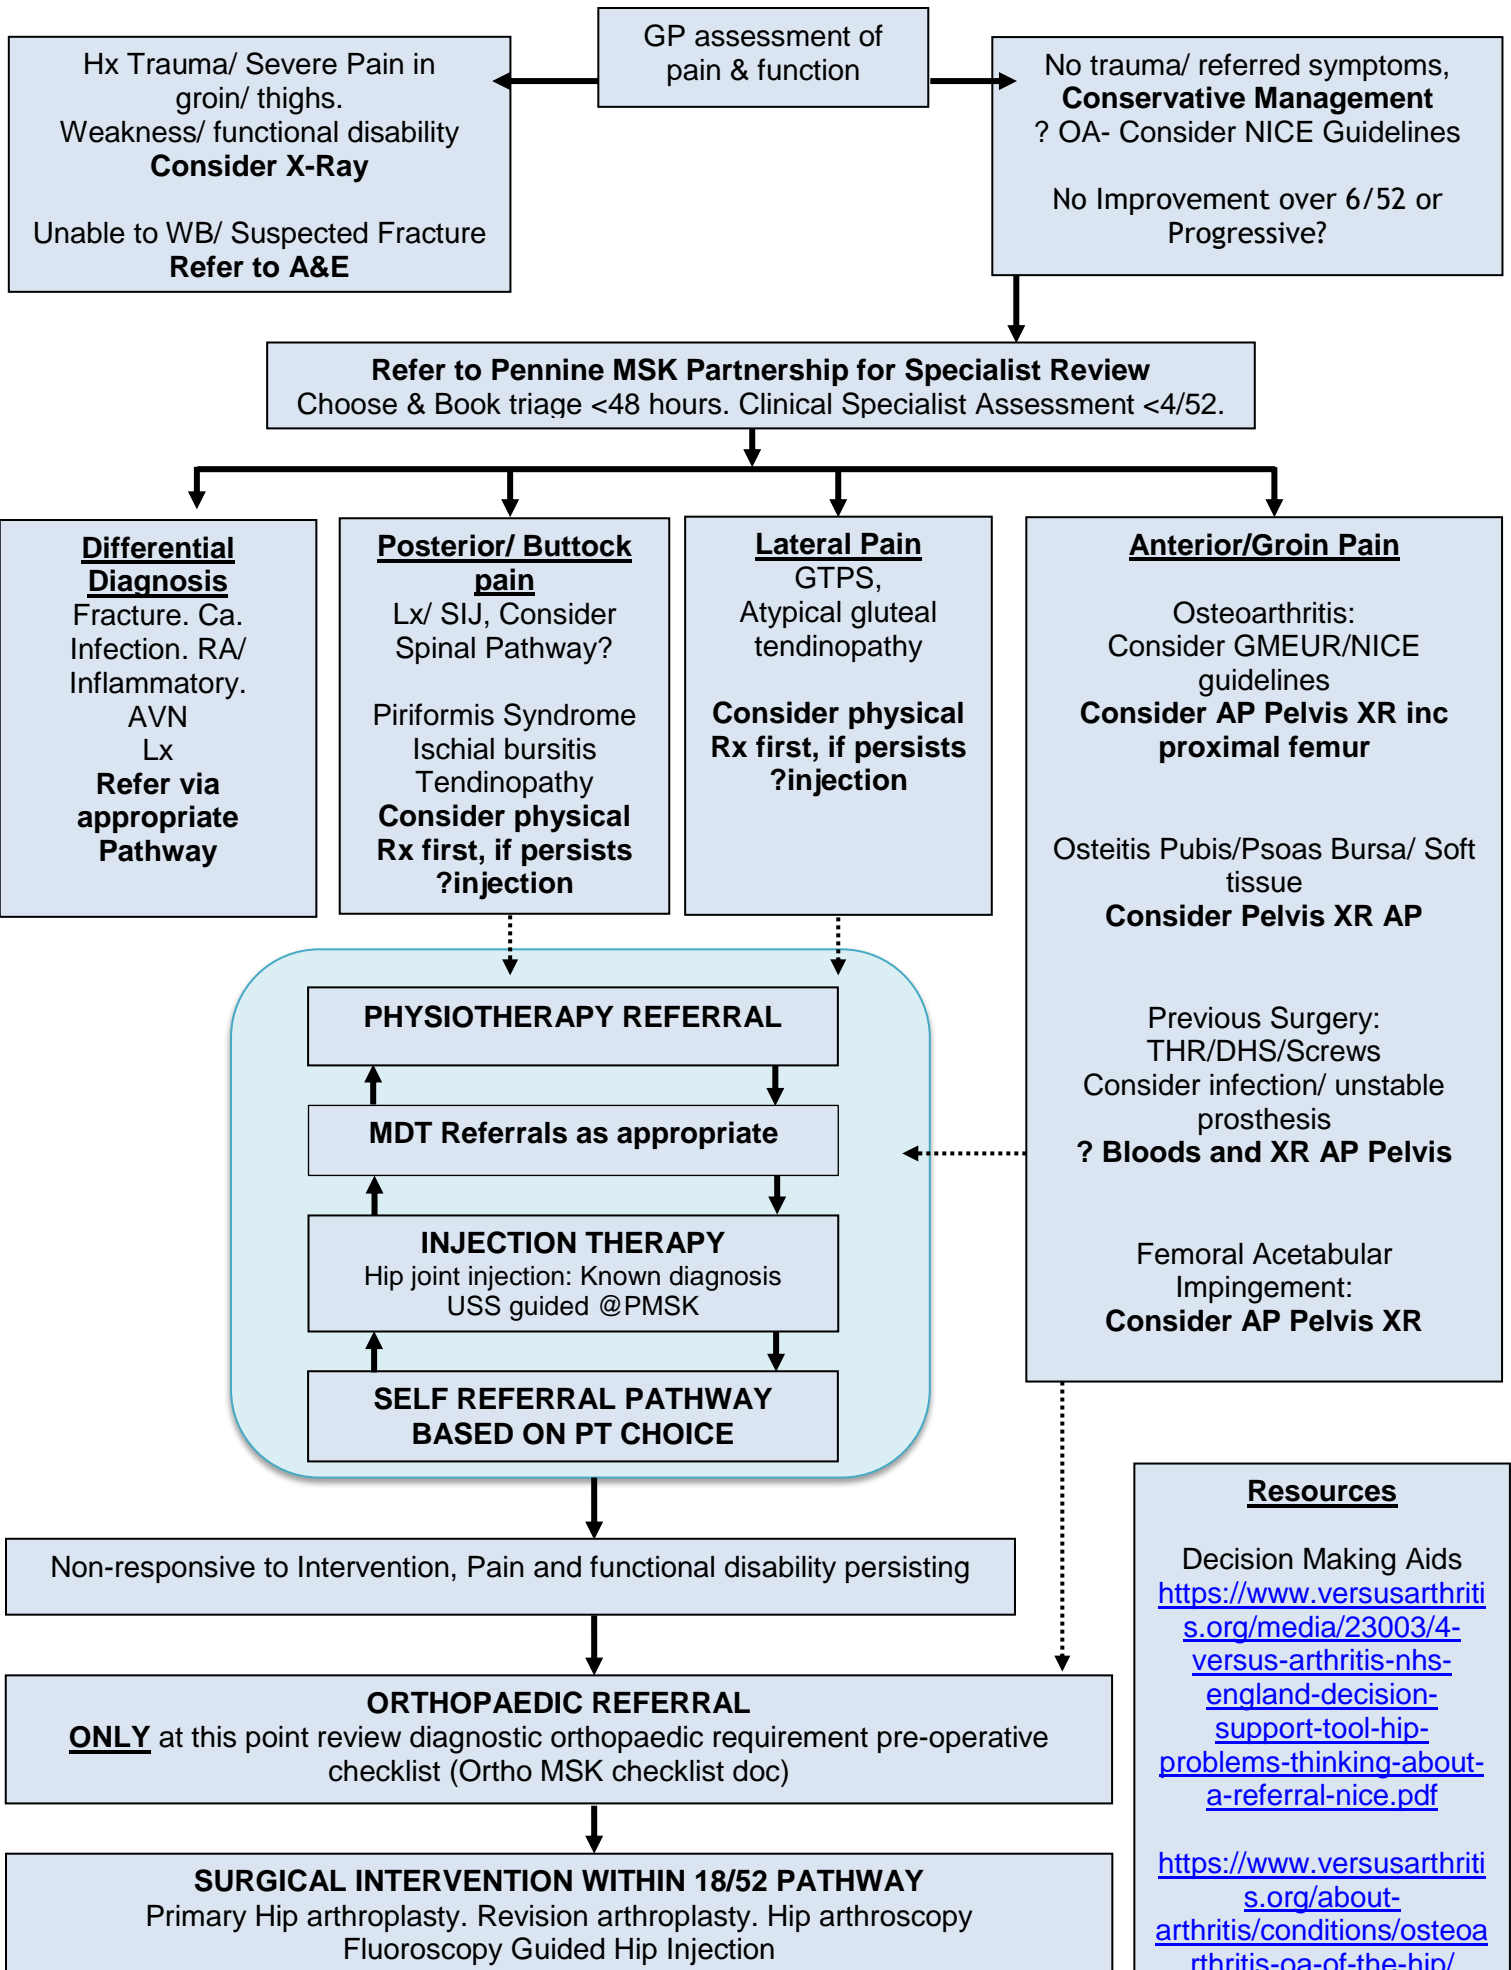 GP assessment of
pain & function
Hx Trauma/ Severe Pain in
groin/ thighs.
Weakness/ functional disability
Consider X-Ray
Unable to WB/ Suspected Fracture
Refer to A&E
No trauma/ referred symptoms,
Conservative Management
? OA- Consider NICE Guidelines
No Improvement over 6/52 or
Progressive?
Refer to Pennine MSK Partnership for Specialist Review
Choose & Book triage <48 hours. Clinical Specialist Assessment <4/52.
Differential
Diagnosis
Fracture. Ca.
Infection. RA/
Inflammatory.
AVN
Lx
Refer via
appropriate
Pathway
Posterior/ Buttock
pain
Lx/ SIJ, Consider
Spinal Pathway?
Piriformis Syndrome
Ischial bursitis
Tendinopathy
Consider physical
Rx first, if persists
?injection
Lateral Pain
GTPS,
Atypical gluteal
tendinopathy
Consider physical
Rx first, if persists
?injection
Anterior/Groin Pain
Osteoarthritis:
Consider GMEUR/NICE
guidelines
Consider AP Pelvis XR inc
proximal femur
Osteitis Pubis/Psoas Bursa/ Soft
tissue
Consider Pelvis XR AP
Previous Surgery:
THR/DHS/Screws
Consider infection/ unstable
prosthesis
? Bloods and XR AP Pelvis
Femoral Acetabular
Impingement:
Consider AP Pelvis XR
PHYSIOTHERAPY REFERRAL
MDT Referrals as appropriate
INJECTION THERAPY
Hip joint injection: Known diagnosis
USS guided @PMSK
SELF REFERRAL PATHWAY
BASED ON PT CHOICE
Non-responsive to Intervention, Pain and functional disability persisting
ORTHOPAEDIC REFERRAL
ONLY at this point review diagnostic orthopaedic requirement pre-operative
checklist (Ortho MSK checklist doc)
SURGICAL INTERVENTION WITHIN 18/52 PATHWAY
Primary Hip arthroplasty. Revision arthroplasty. Hip arthroscopy
Fluoroscopy Guided Hip Injection
Resources
Decision Making Aids
https://www.versusarthriti
s.org/media/23003/4-
versus-arthritis-nhs-
england-decision-
support-tool-hip-
problems-thinking-about-
a-referral-nice.pdf
https://www.versusarthriti
s.org/about-
arthritis/conditions/osteoa
rthritis-oa-of-the-hip/